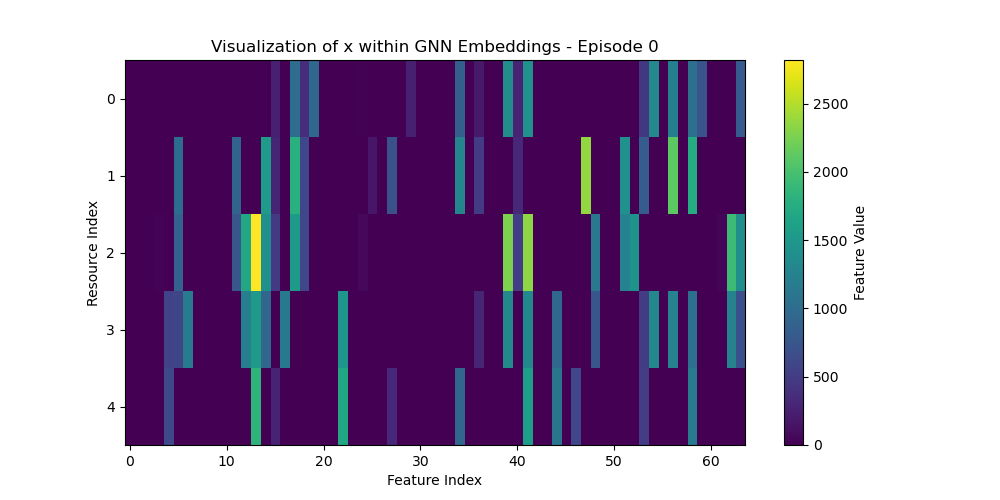 Visualization of x within GNN Embeddings - Episode 0
0
1
2
3
4
Resource Index
0 10 20 30 40 50 60
Feature Index
2500
2000
1500
1000
500
0
Feature Value